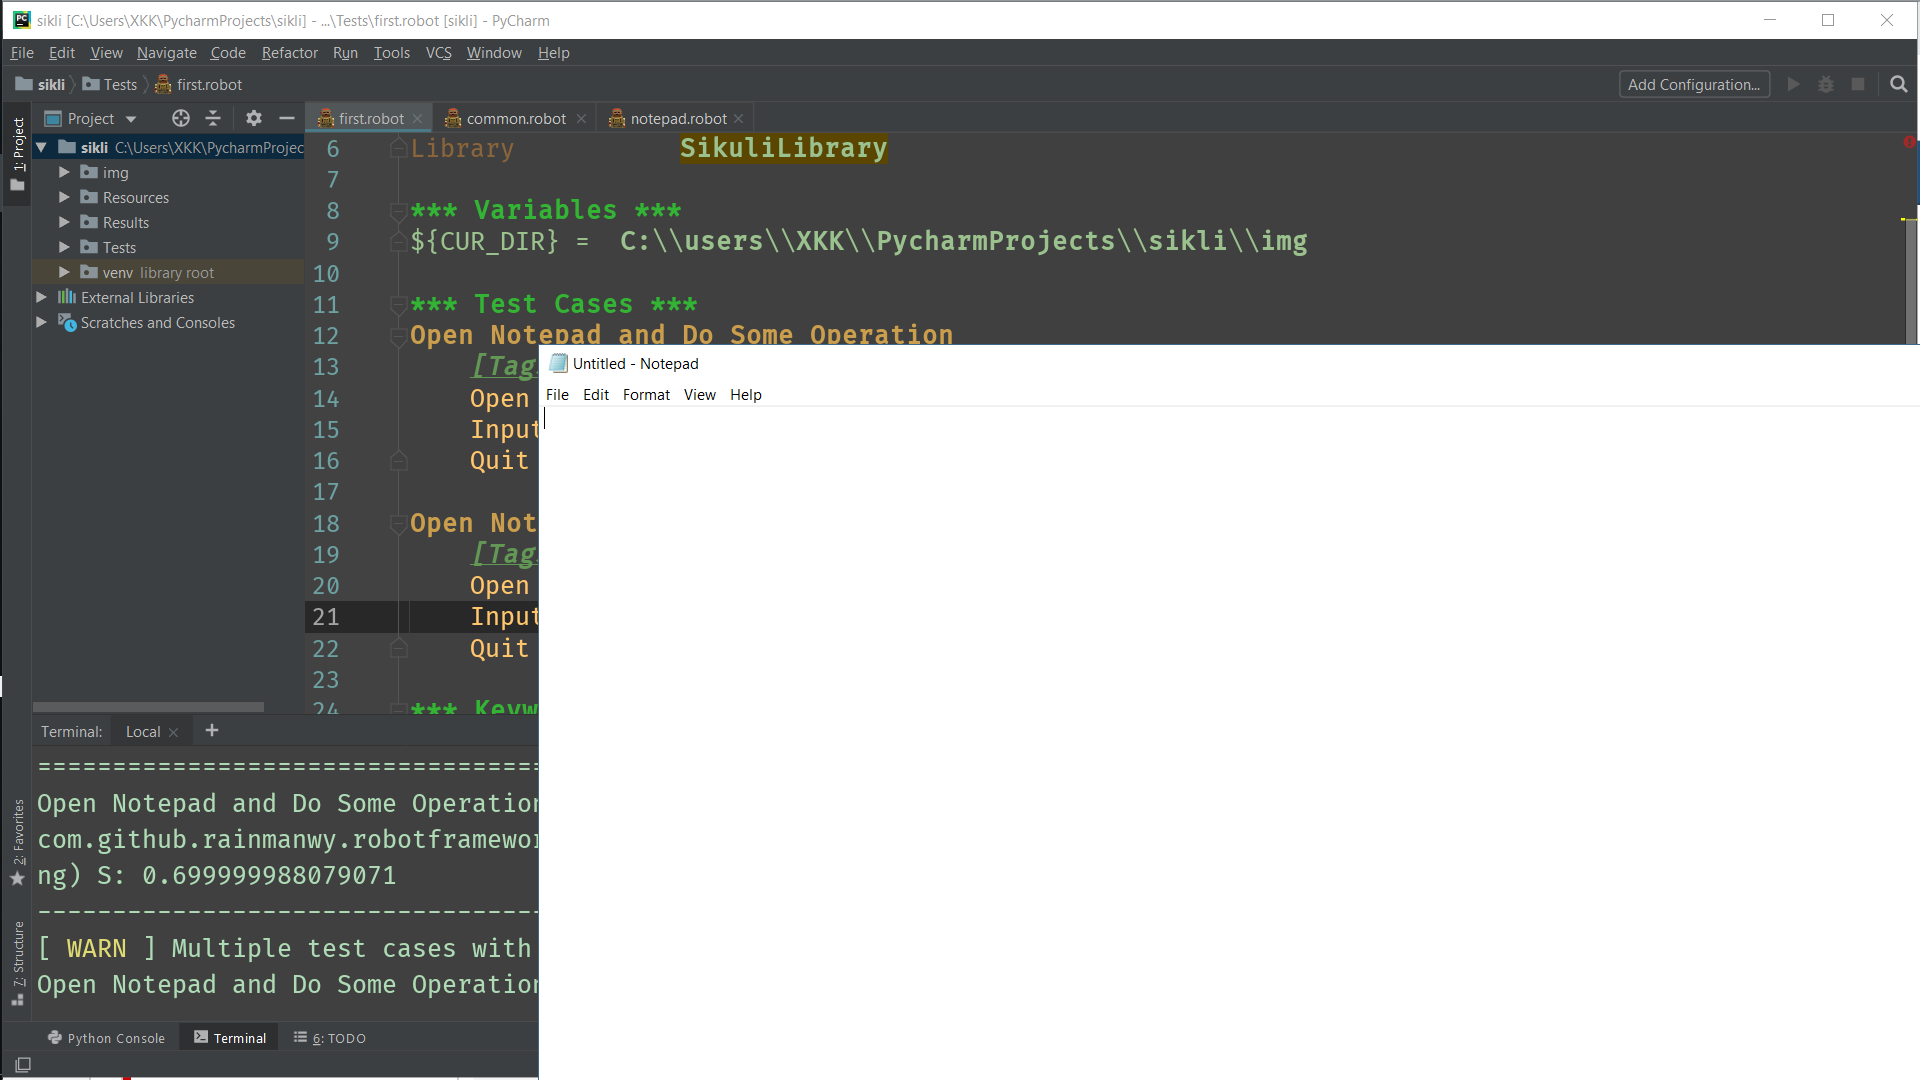 sikli [C:\Users\XKK\PycharmProjects\sikli] - ...\Tests\first.robot [sikli] - PyCharm
File Edit View Navigate Code Refactor Run Tools VCS Window Help
sikli Tests first.robot Add Configuration...
1: Project
Project
first.robot common.robot notepad.robot
sikli C:\Users\XKK\PycharmProjec
img
Resources
Results
Tests
venv library root
External Libraries
Scratches and Consoles
6 Library SikuliLibrary
7
8 *** Variables ***
9 ${CUR_DIR} = C:\\users\\XKK\\PycharmProjects\\sikli\\img
10
11 *** Test Cases ***
12 Open Notepad and Do Some Operation
13 [Tag
14 Open
15 Input
16 Quit
17
18 Open Not
19 [Tag
20 Open
21 Input
22 Quit
23
24 *** Keyw
Untitled - Notepad
File Edit Format View Help
Terminal: Local +
==================================
Open Notepad and Do Some Operation
com.github.rainmanwy.robotframewor
ng) S: 0.699999988079071
----------------------------------
[ WARN ] Multiple test cases with
Open Notepad and Do Some Operation
2: Favorites
7: Structure
Python Console Terminal 6: TODO